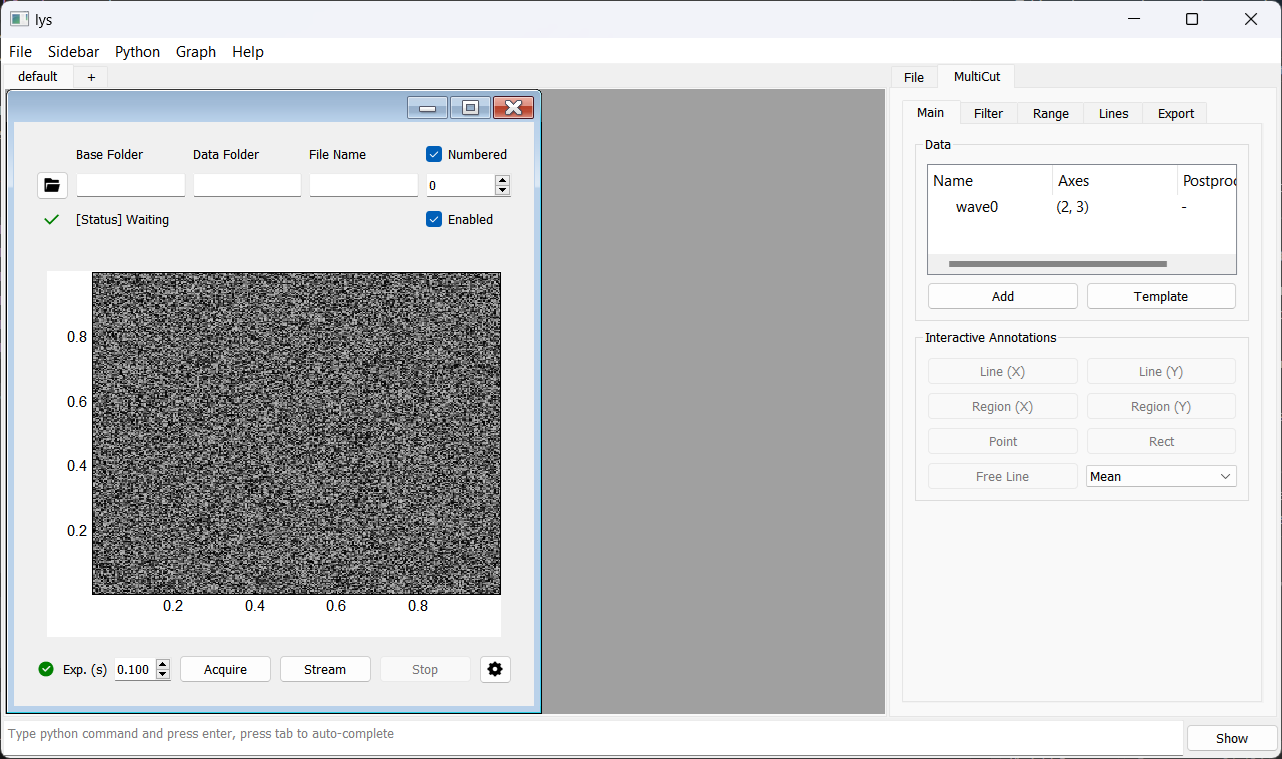 lys
File Sidebar Python Graph Help
default +
File MultiCut
Main Filter Range Lines Export
Base Folder Data Folder File Name Numbered
0
[Status] Waiting Enabled
0.8
0.6
0.4
0.2
0.2 0.4 0.6 0.8
Exp. (s) 0.100 Acquire Stream Stop
Data
Name Axes Postproc
wave0 (2, 3) -
Add Template
Interactive Annotations
Line (X) Line (Y)
Region (X) Region (Y)
Point Rect
Free Line Mean
Type python command and press enter, press tab to auto-complete Show